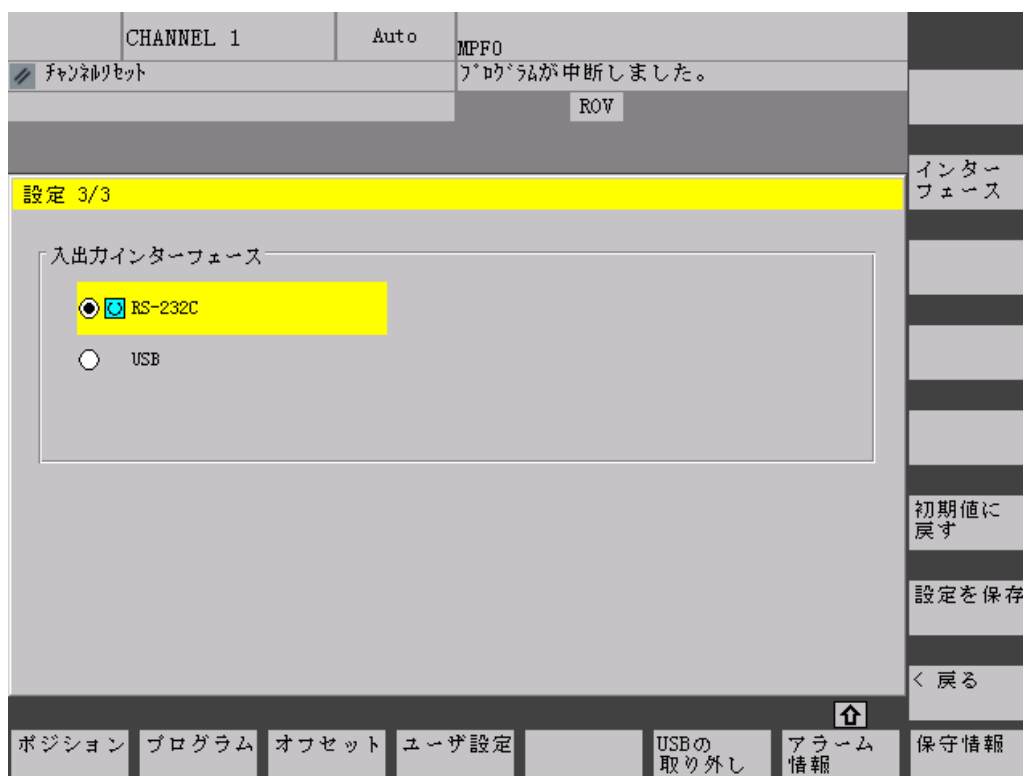 CHANNEL 1
Auto
MPF0
ﾁｬﾝﾈﾙﾘｾｯﾄ
ﾌﾟﾛｸﾞﾗﾑが中断しました。
ROV
設定 3/3
入出力インターフェース
RS-232C
USB
インター
フェース
初期値に
戻す
設定を保存
< 戻る
ポジション
プログラム
オフセット
ユーザ設定
USBの
取り外し
アラーム
情報
保守情報